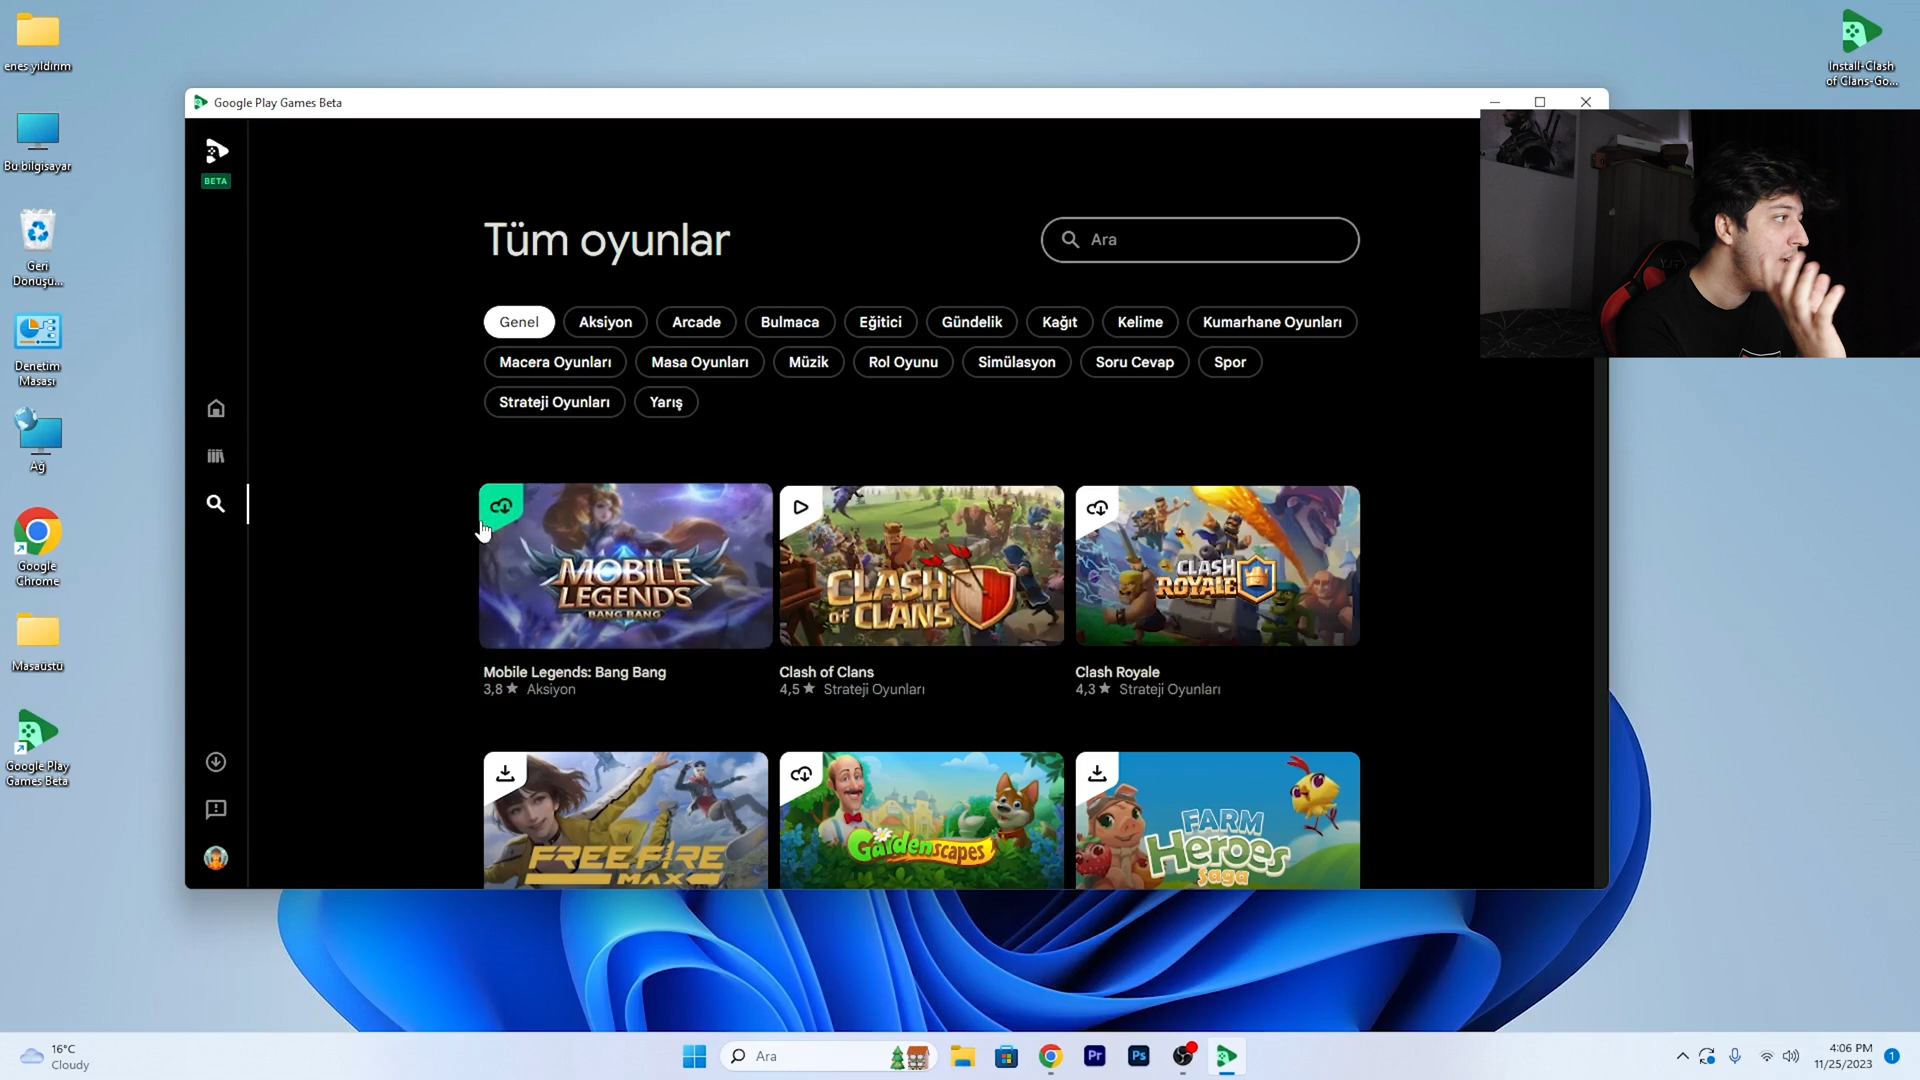 enes yıldırım
Bu bilgisayar
Geri
Dönüşü...
Denetim
Masası
Ağ
Google
Chrome
Masaüstü
Google Play
Games Beta
Install-Clash
of Clans-Go...
Google Play Games Beta
BETA
Tüm oyunlar
Ara
Genel
Aksiyon
Arcade
Bulmaca
Eğitici
Gündelik
Kağıt
Kelime
Kumarhane Oyunları
Macera Oyunları
Masa Oyunları
Müzik
Rol Oyunu
Simülasyon
Soru Cevap
Spor
Strateji Oyunları
Yarış
MOBILE
LEGENDS
BANG BANG
CLASH
of CLANS
CLASH
ROYALE
Mobile Legends: Bang Bang
3,8 ★ Aksiyon
Clash of Clans
4,5 ★ Strateji Oyunları
Clash Royale
4,3 ★ Strateji Oyunları
FREE FIRE
MAX
Gardenscapes
FARM
Heroes
Saga
16°C
Cloudy
Ara
Pr
Ps
4:06 PM
11/25/2023
1